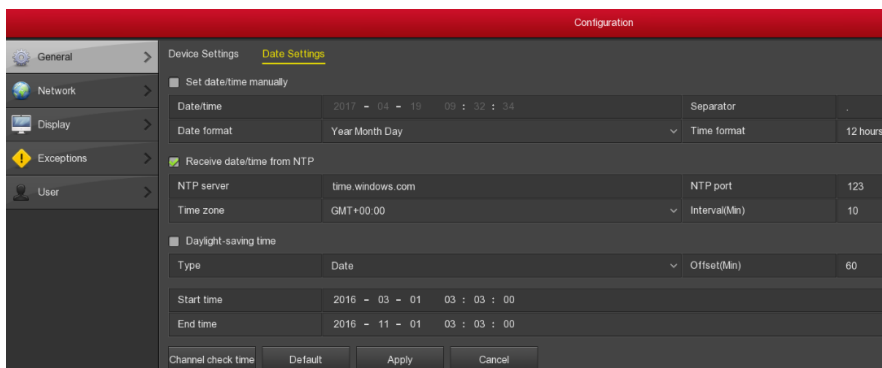 Configuration
General
Network
Display
Exceptions
User
Device Settings Date Settings
Set date/time manually
Date/time 2017 - 04 - 19 09 : 32 : 34 Separator .
Date format Year Month Day Time format 12 hours
Receive date/time from NTP
NTP server time.windows.com NTP port 123
Time zone GMT+00:00 Interval(Min) 10
Daylight-saving time
Type Date Offset(Min) 60
Start time 2016 - 03 - 01 03 : 03 : 00
End time 2016 - 11 - 01 03 : 03 : 00
Channel check time Default Apply Cancel